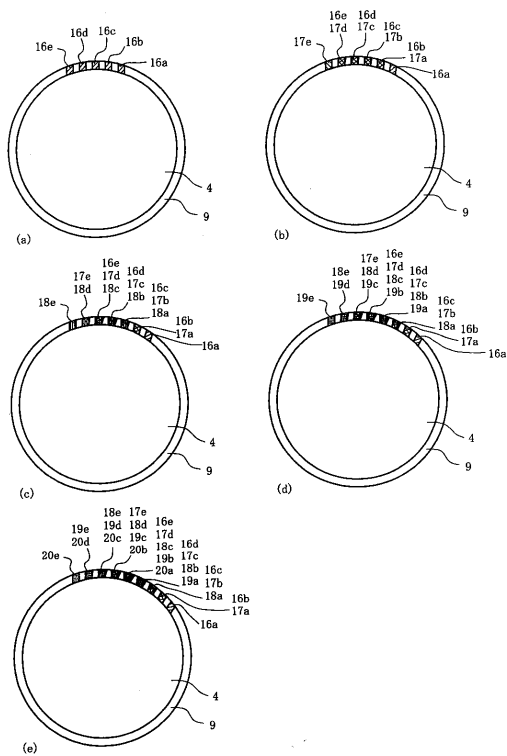 16d 16c
16e 16b
16a
4
9
(a)
16e 16d
17d 17c 16c
17e 17b 16b
17a
16a
4
9
(b)
16e
17e 17d 16d
18d 18c 17c 16c
18e 18b 17b
18a 16b
17a
16a
4
9
(c)
17e 16e
18e 18d 17d 16d
19d 19c 18c 17c
19e 19b 18b 16c
19a 17b
18a 16b
17a
16a
4
9
(d)
18e 17e
19e 19d 18d 16e
20d 20c 19c 17d
20e 20b 18c 16d
19b 17c
20a 18b 16c
19a 17b
18a 16b
17a
16a
4
9
(e)